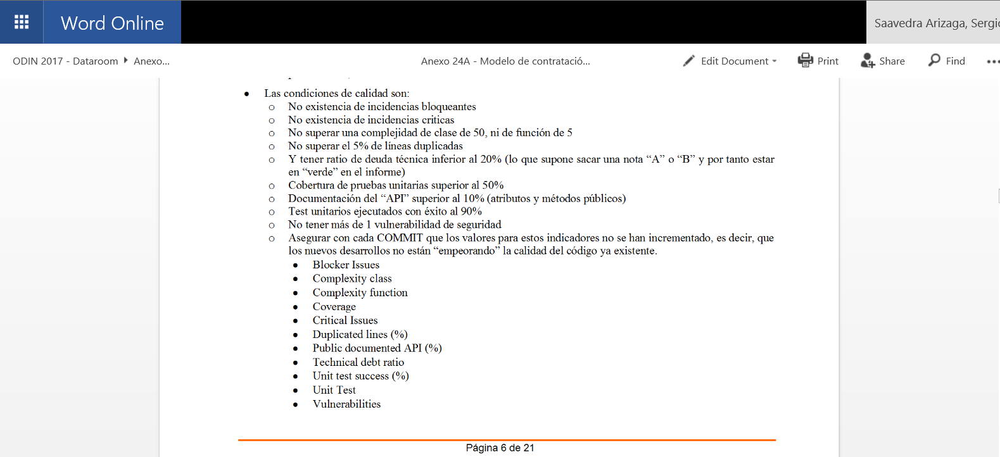 Word Online
Saavedra Arizaga, Sergio
ODIN 2017 - Dataroom Anexo...
Anexo 24A - Modelo de contratació...
Edit Document
Print
Share
Find
● Las condiciones de calidad son:
o No existencia de incidencias bloqueantes
o No existencia de incidencias criticas
o No superar una complejidad de clase de 50, ni de función de 5
o No superar el 5% de líneas duplicadas
o Y tener ratio de deuda técnica inferior al 20% (lo que supone sacar una nota “A” o “B” y por tanto estar
en “verde” en el informe)
o Cobertura de pruebas unitarias superior al 50%
o Documentación del “API” superior al 10% (atributos y métodos públicos)
o Test unitarios ejecutados con éxito al 90%
o No tener más de 1 vulnerabilidad de seguridad
o Asegurar con cada COMMIT que los valores para estos indicadores no se han incrementado, es decir, que
los nuevos desarrollos no están “empeorando” la calidad del código ya existente.
● Blocker Issues
● Complexity class
● Complexity function
● Coverage
● Critical Issues
● Duplicated lines (%)
● Public documented API (%)
● Technical debt ratio
● Unit test success (%)
● Unit Test
● Vulnerabilities
Página 6 de 21